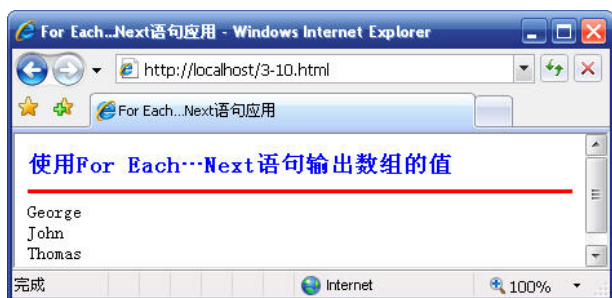 For Each...Next语句应用 - Windows Internet Explorer
http://localhost/3-10.html
For Each...Next语句应用
使用For Each…Next语句输出数组的值
George
John
Thomas
完成 Internet 100%